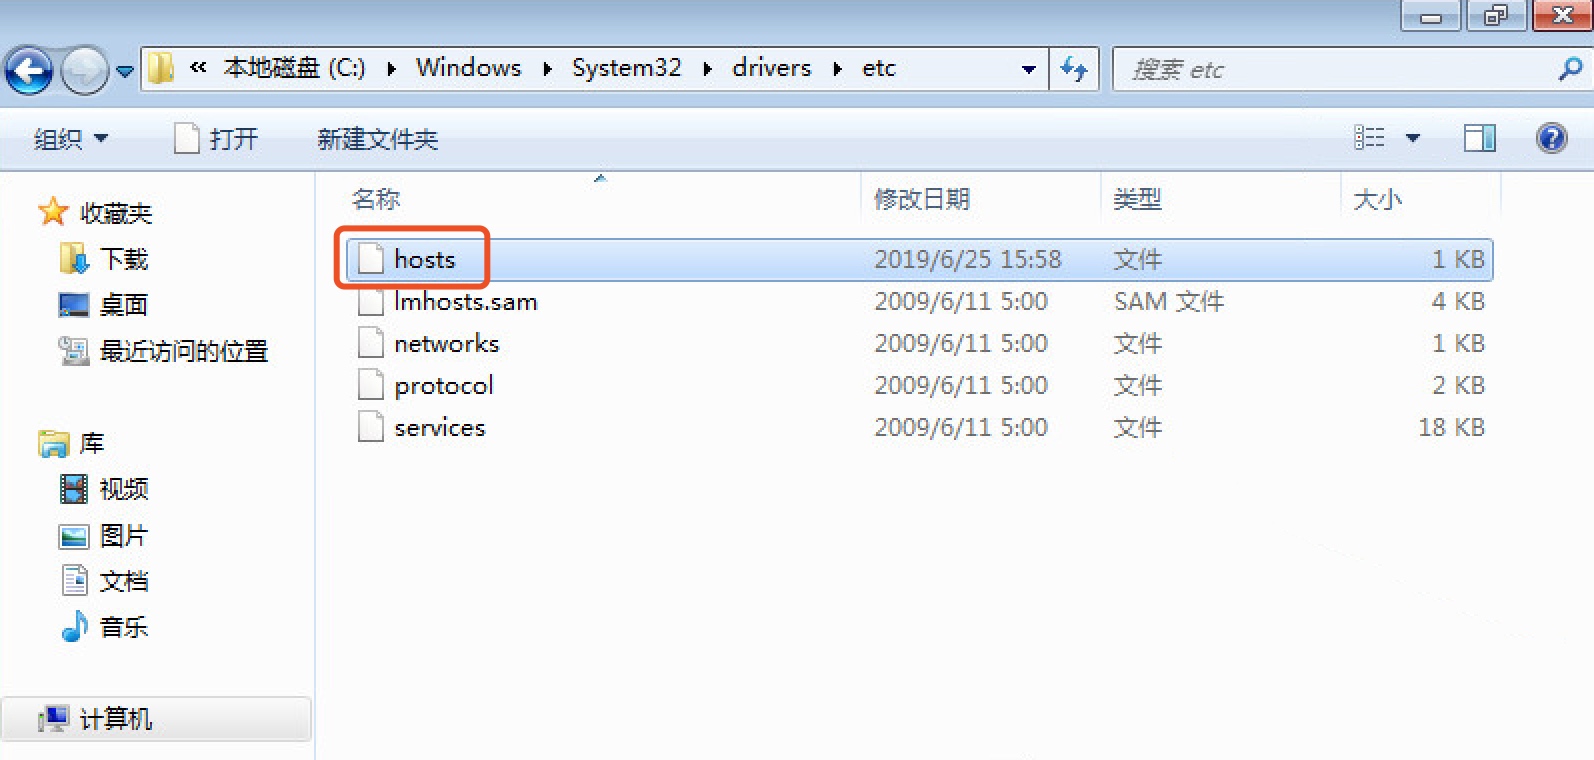 « 本地磁盘 (C:) Windows System32 drivers etc 搜索 etc
组织 打开 新建文件夹
名称 修改日期 类型 大小
收藏夹
下载
桌面
最近访问的位置
库
视频
图片
文档
音乐
计算机
hosts 2019/6/25 15:58 文件 1 KB
lmhosts.sam 2009/6/11 5:00 SAM 文件 4 KB
networks 2009/6/11 5:00 文件 1 KB
protocol 2009/6/11 5:00 文件 2 KB
services 2009/6/11 5:00 文件 18 KB